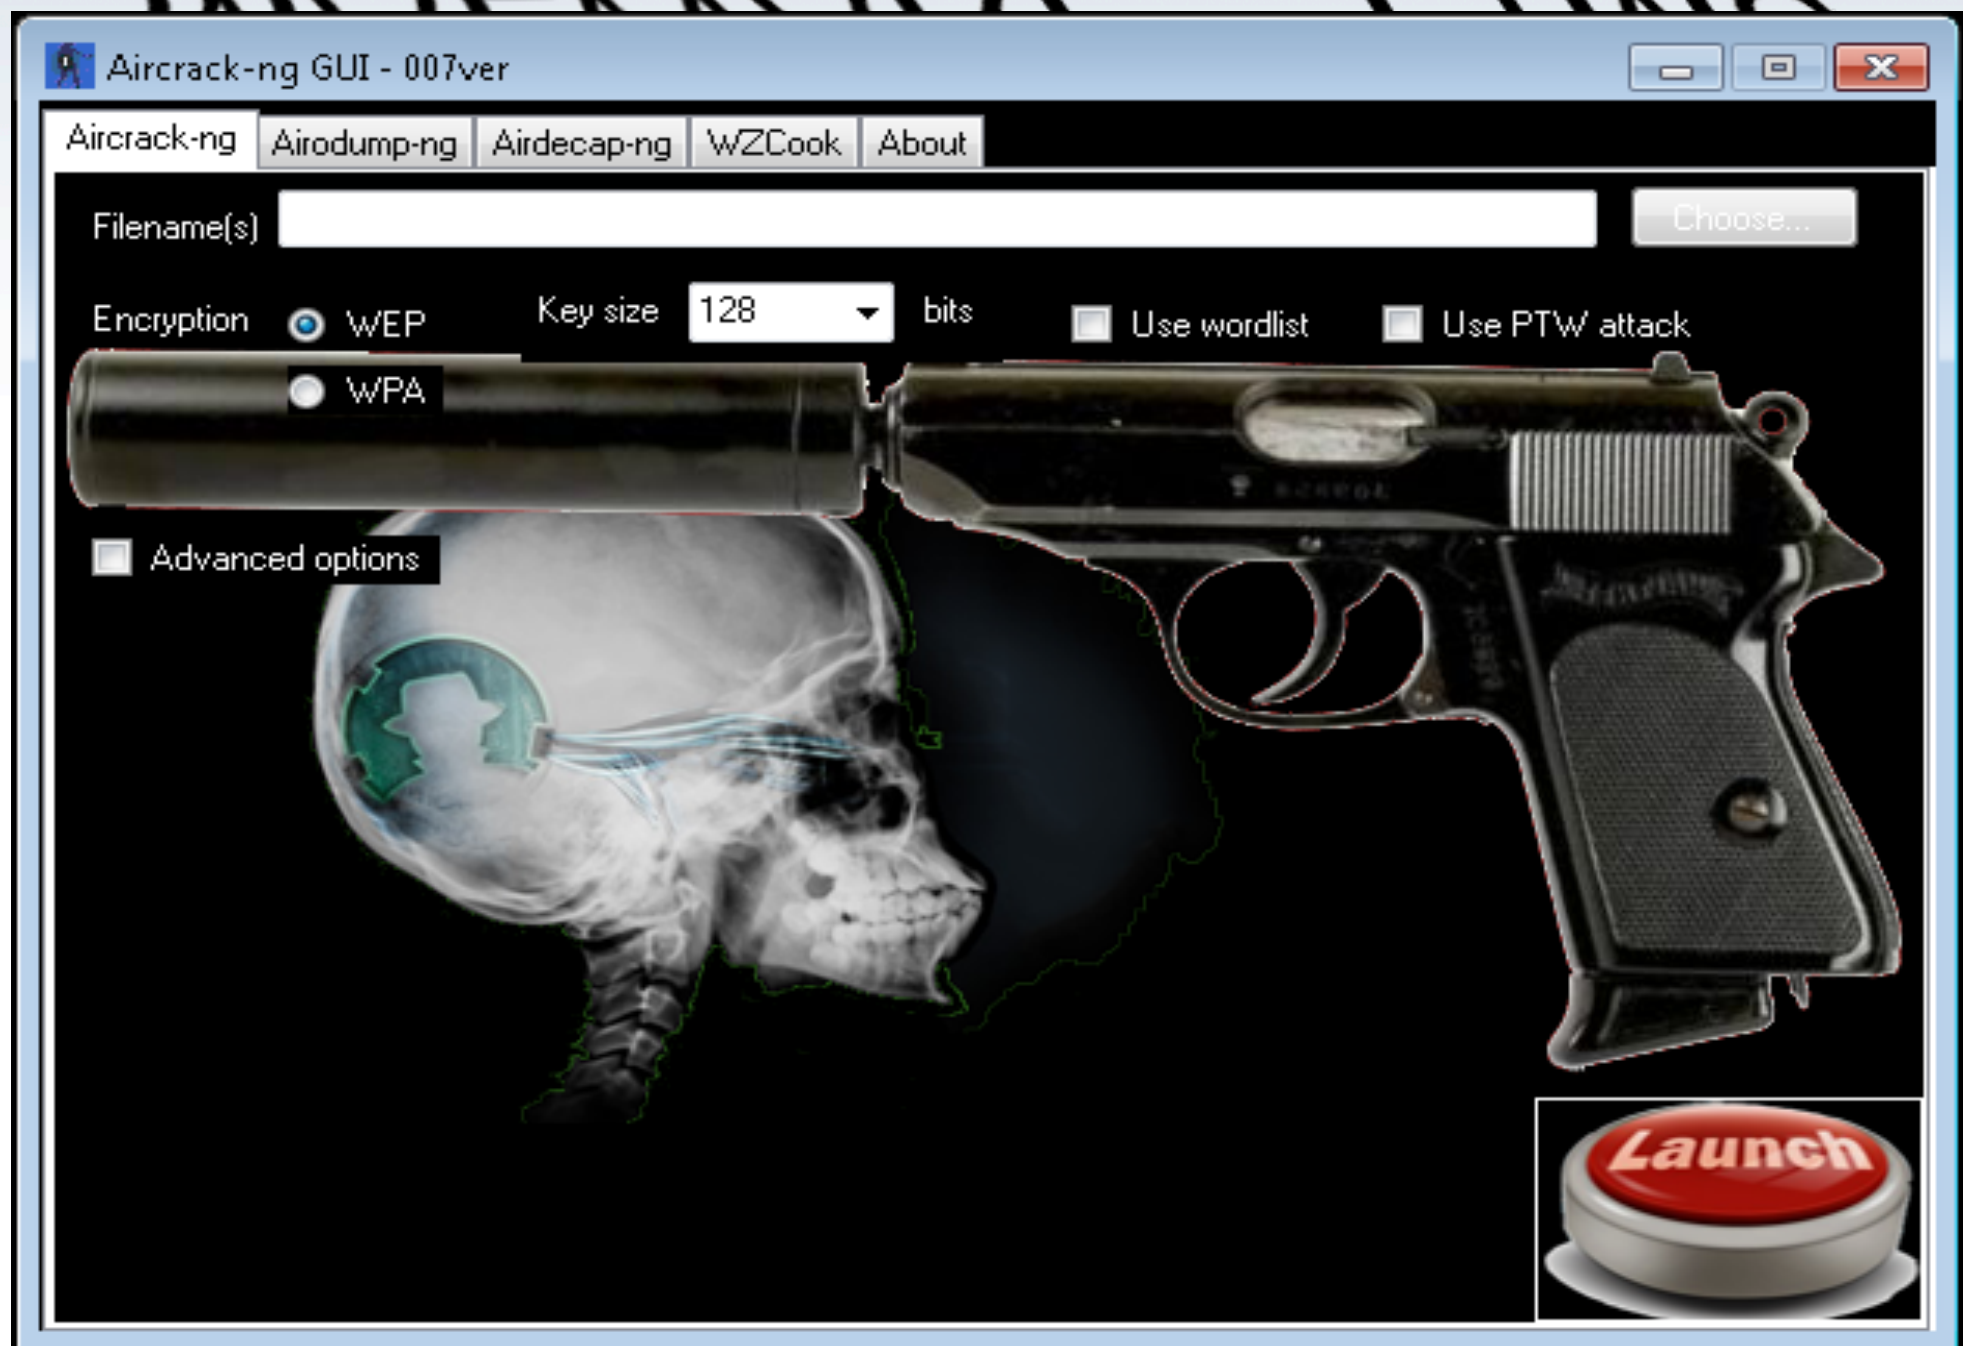 Aircrack-ng GUI - 007ver
Aircrack-ng Airodump-ng Airdecap-ng WZCook About
Filename(s) Choose...
Encryption WEP Key size 128 bits Use wordlist Use PTW attack
WPA
Advanced options
Launch